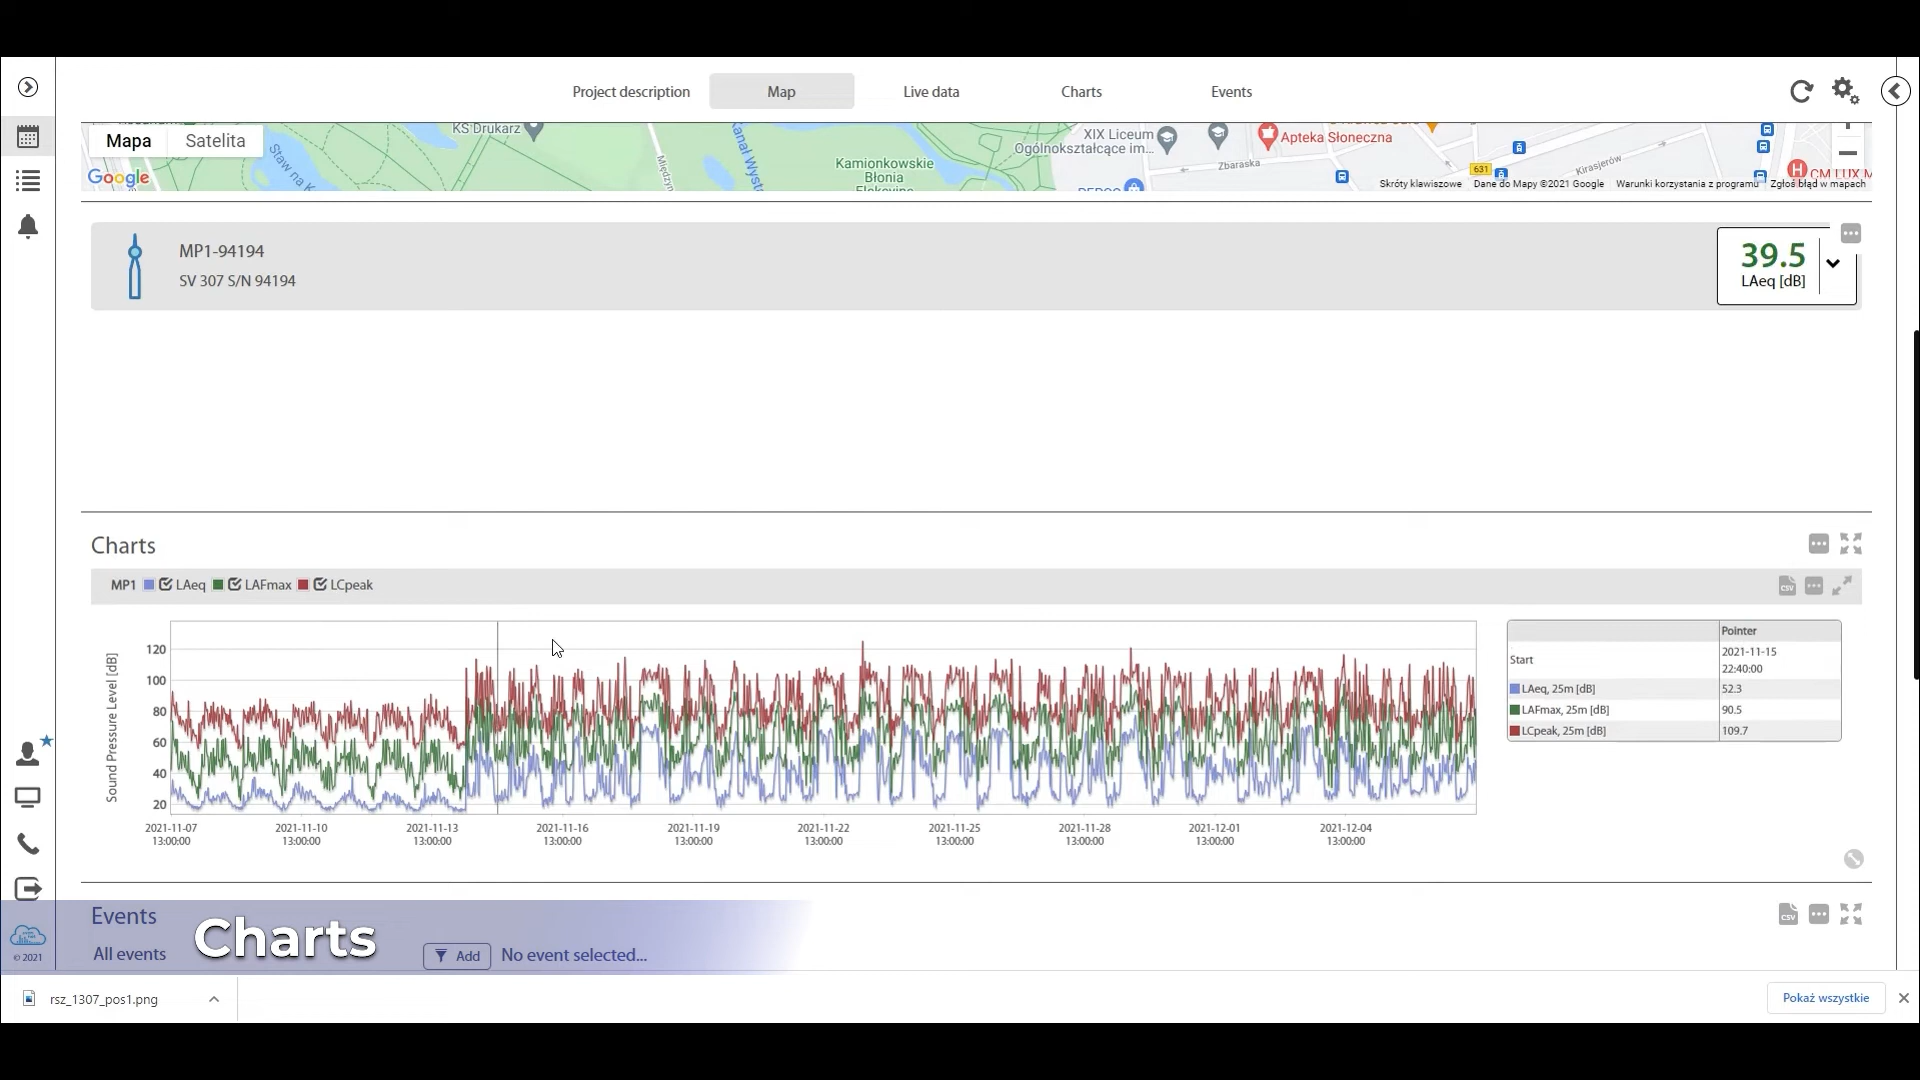 Project description
Map
Live data
Charts
Events
Mapa
Satelita
Google
KS Drukarz
Kamionkowskie
Błonia
XIX Liceum
Ogólnokształcące im...
Apteka Słoneczna
Zbaraska
631
Kirasjerów
Skróty klawiszowe
Dane do Mapy ©2021 Google
Warunki korzystania z programu
Zgłoś błąd w mapach
MP1-94194
SV 307 S/N 94194
39.5
LAeq [dB]
Charts
MP1 LAeq LAFmax LCpeak
CSV
Sound Pressure Level [dB]
120
100
80
60
40
20
2021-11-07 13:00:00
2021-11-10 13:00:00
2021-11-13 13:00:00
2021-11-16 13:00:00
2021-11-19 13:00:00
2021-11-22 13:00:00
2021-11-25 13:00:00
2021-11-28 13:00:00
2021-12-01 13:00:00
2021-12-04 13:00:00
Pointer
Start 2021-11-15 22:40:00
LAeq, 25m [dB] 52.3
LAFmax, 25m [dB] 90.5
LCpeak, 25m [dB] 109.7
Events
CSV
All events
Charts
Add
No event selected...
© 2021
rsz_1307_pos1.png
Pokaż wszystkie